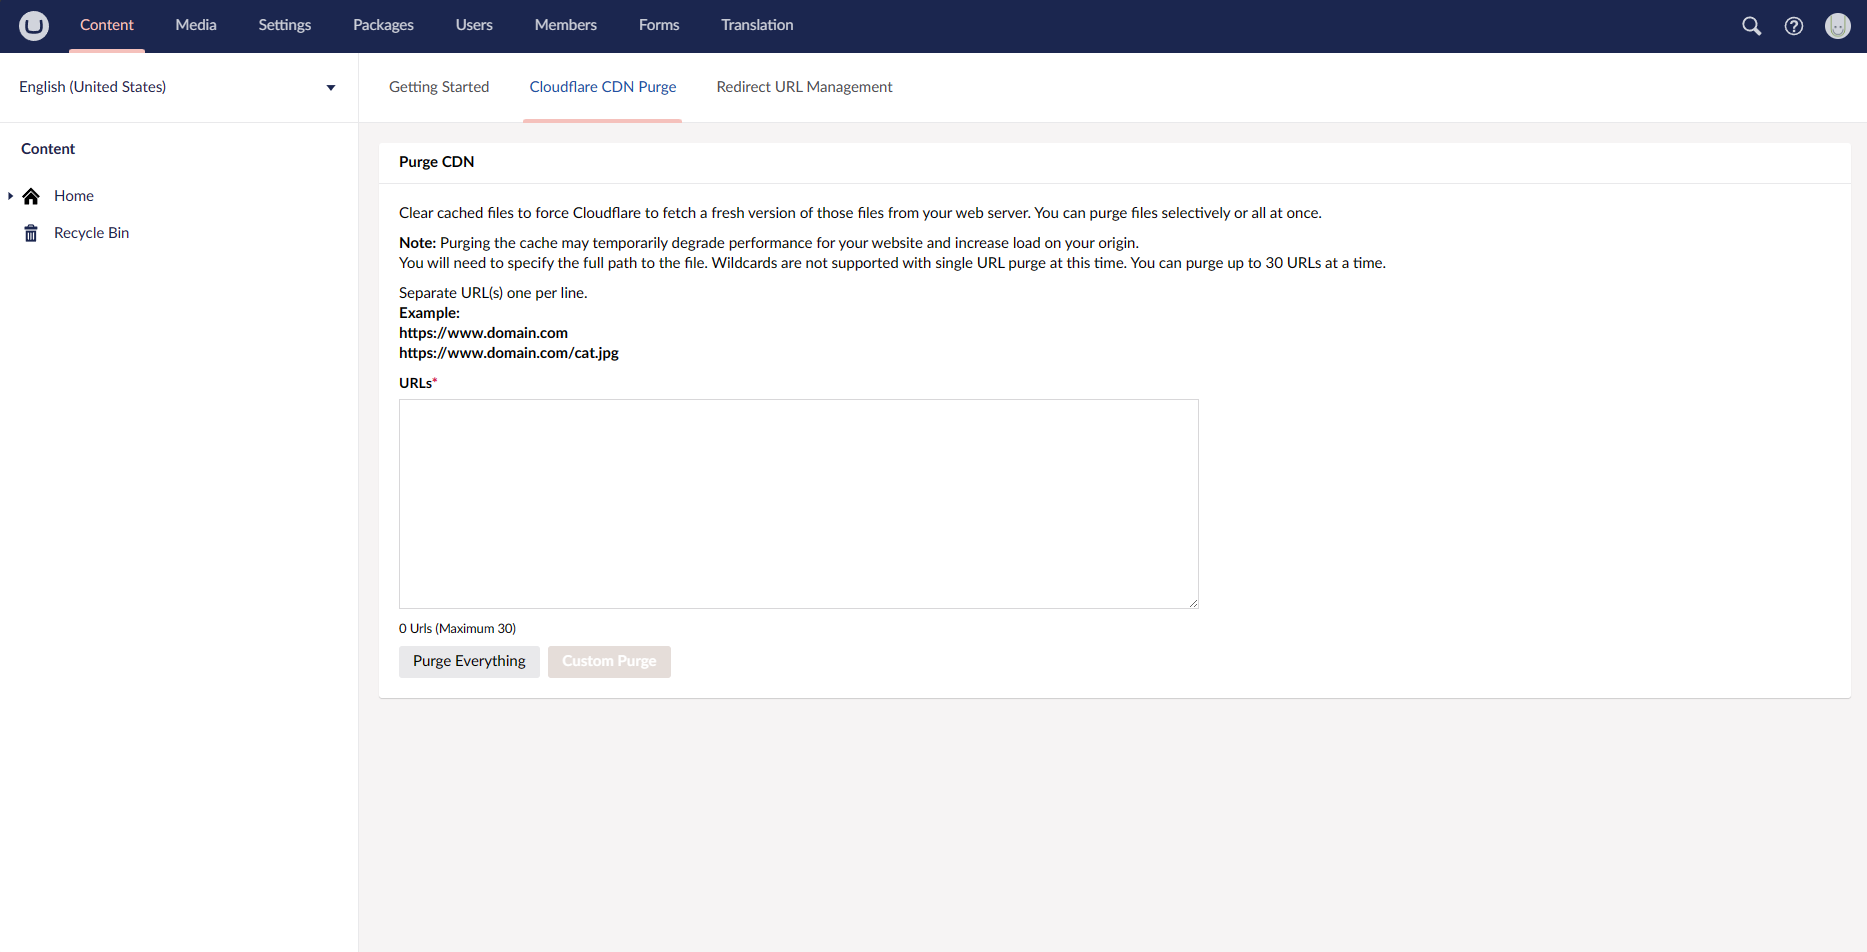 Content Media Settings Packages Users Members Forms Translation
English (United States)
Getting Started Cloudflare CDN Purge Redirect URL Management
Content
Home
Recycle Bin
Purge CDN
Clear cached files to force Cloudflare to fetch a fresh version of those files from your web server. You can purge files selectively or all at once.
Note: Purging the cache may temporarily degrade performance for your website and increase load on your origin.
You will need to specify the full path to the file. Wildcards are not supported with single URL purge at this time. You can purge up to 30 URLs at a time.
Separate URL(s) one per line.
Example:
https://www.domain.com
https://www.domain.com/cat.jpg
URLs*
0 Urls (Maximum 30)
Purge Everything Custom Purge